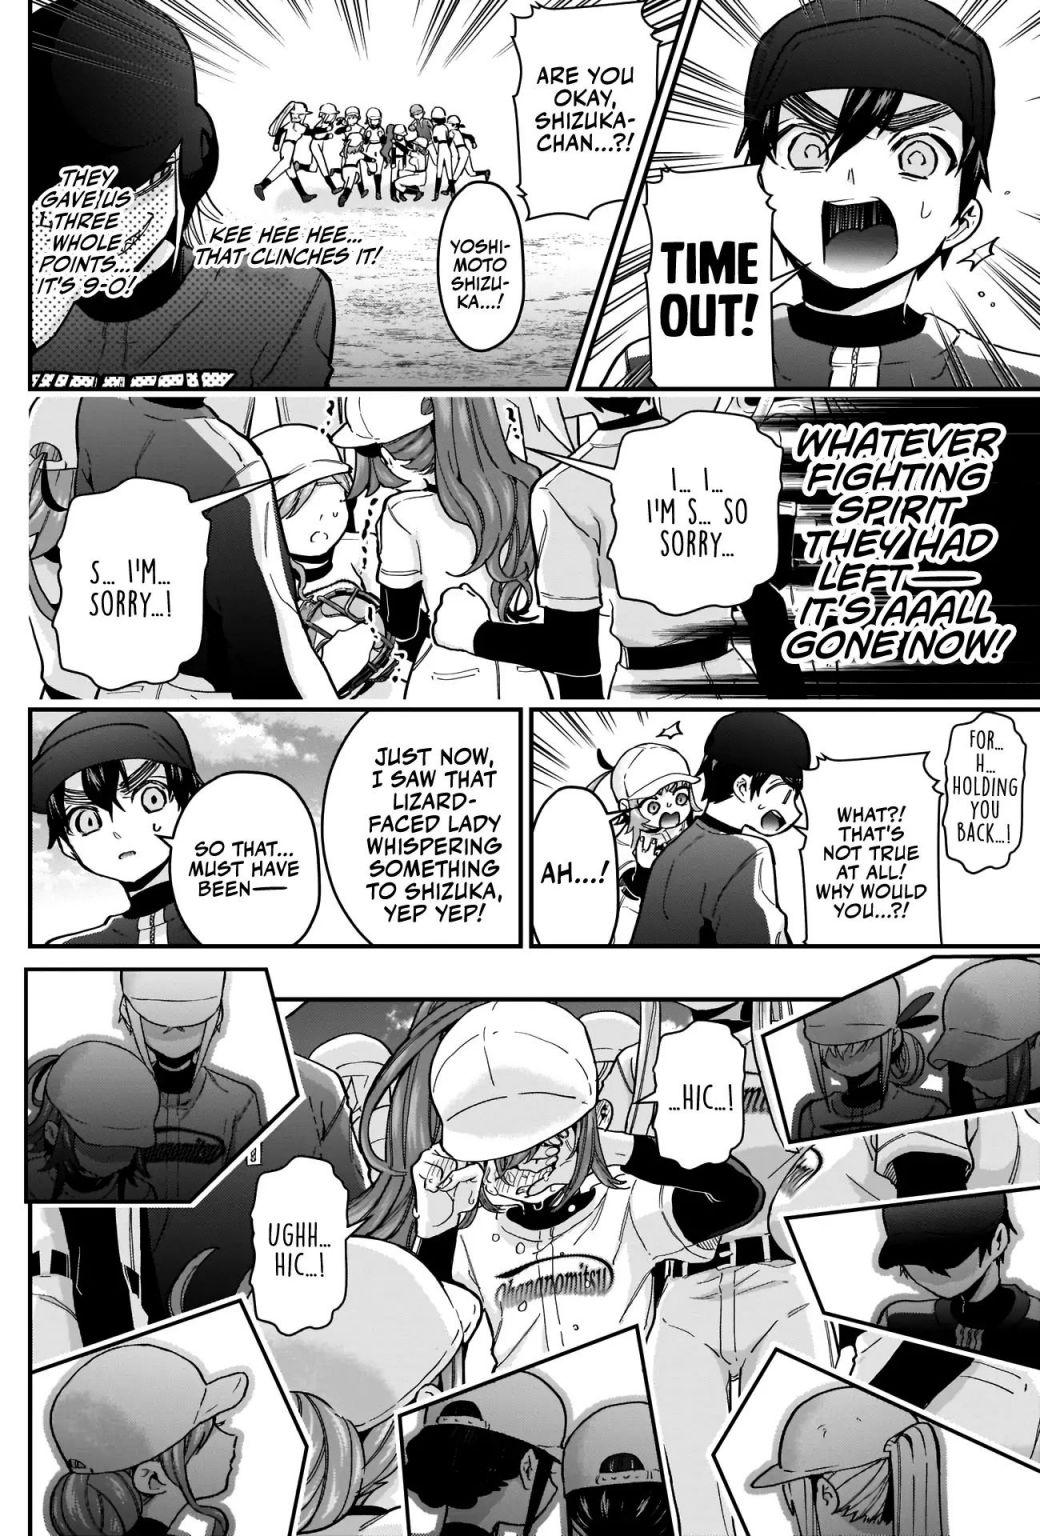 TIME
OUT!
ARE YOU
OKAY,
SHIZUKA-
CHAN...?!
YOSHI-
MOTO
SHIZU-
KA...!
KEE HEE HEE...
THAT CLINCHES IT!
THEY
GAVE US
THREE
WHOLE
POINTS...
IT'S 9-0!
WHATEVER
FIGHTING
SPIRIT
THEY HAD
LEFT—
IT'S AAALL
GONE NOW!
I... I...
I'M S... SO
SORRY...
S... I'M...
SORRY...!
FOR...
H...
HOLDING
YOU
BACK...!
WHAT?!
THAT'S
NOT TRUE
AT ALL!
WHY WOULD
YOU...?!
AH...!
JUST NOW,
I SAW THAT
LIZARD-
FACED LADY
WHISPERING
SOMETHING
TO SHIZUKA,
YEP YEP!
SO THAT...
MUST HAVE
BEEN—
...HIC...!
UGHH...
HIC...!
Ohananomitsu